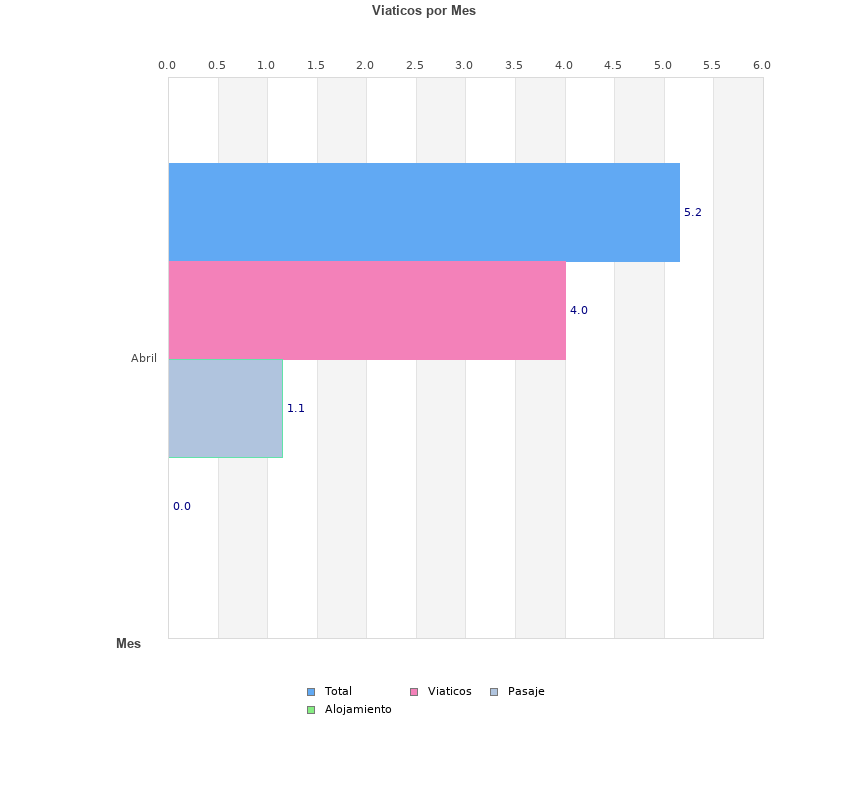 Viaticos por Mes
0.0 0.5 1.0 1.5 2.0 2.5 3.0 3.5 4.0 4.5 5.0 5.5 6.0
5.2
4.0
Abril
1.1
0.0
Mes
Total Viaticos Pasaje
Alojamiento